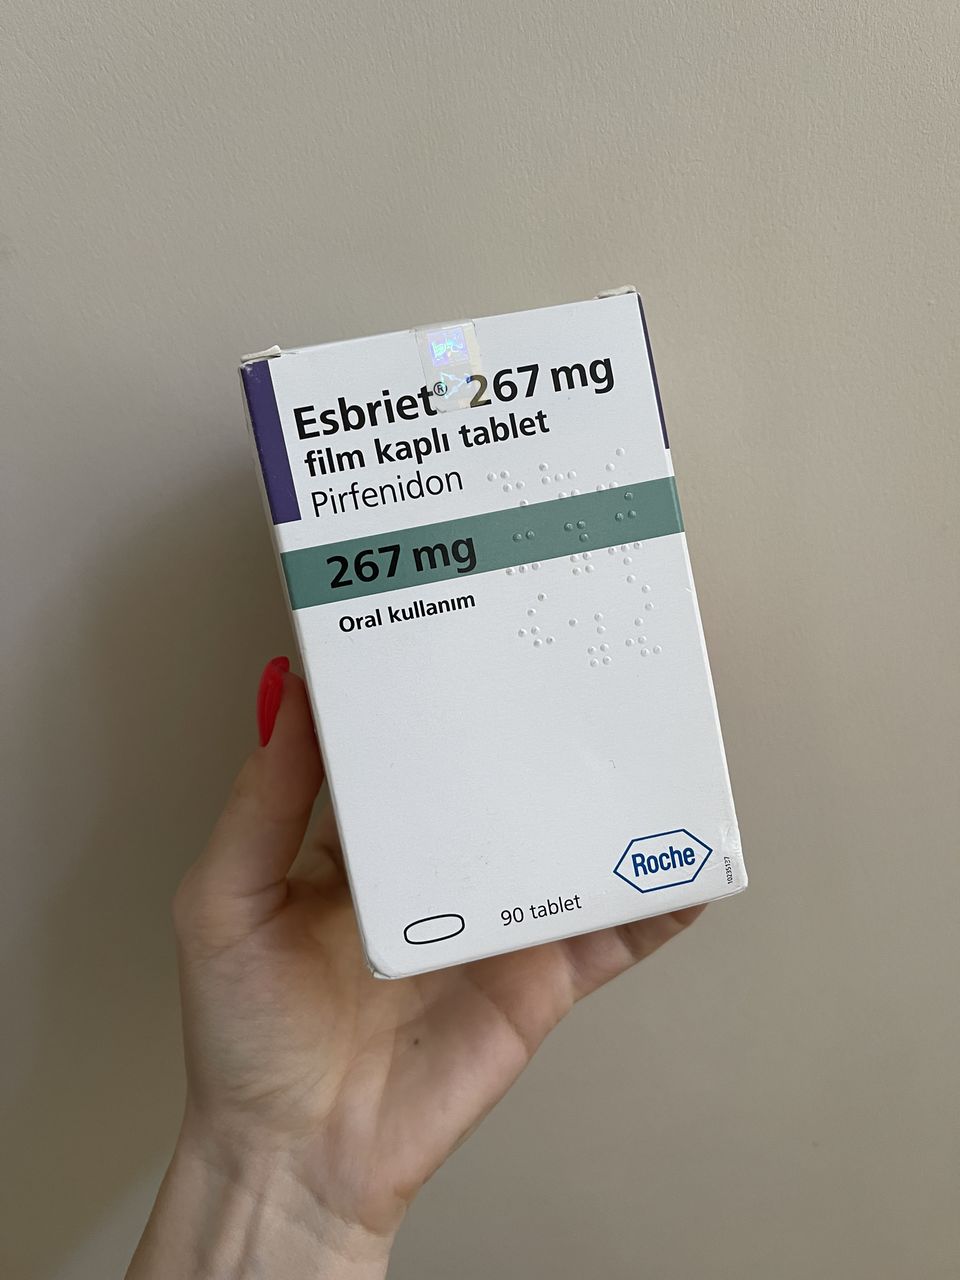 Esbriet® 267 mg
film kaplı tablet
Pirfenidon
267 mg
Oral kullanım
Roche
90 tablet